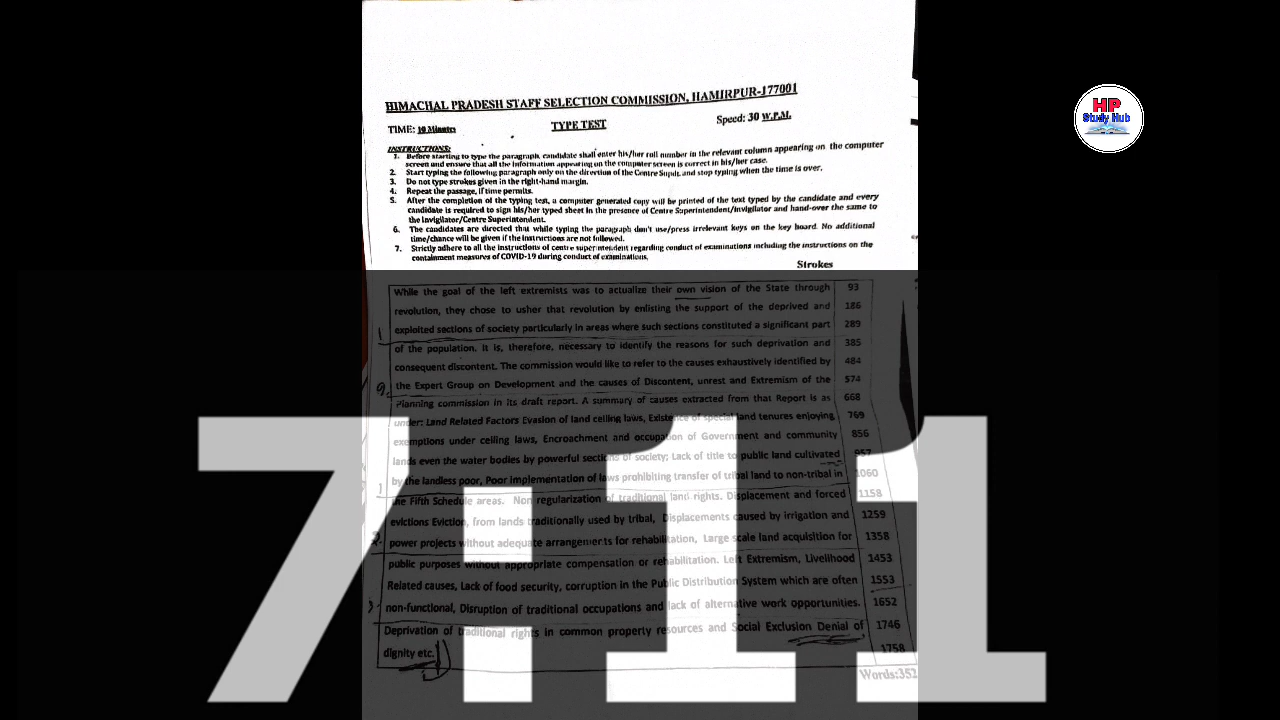 HIMACHAL PRADESH STAFF SELECTION COMMISSION, HAMIRPUR-177001
TIME: 10 Minutes TYPE TEST Speed: 30 W.P.M.
HP
Study Hub
INSTRUCTIONS:
1. Before starting to type the paragraph, candidate shall enter his/her roll number in the relevant column appearing on the computer
screen and ensure that all the information appearing on the computer screen is correct in his/her case.
2. Start typing the following paragraph only on the direction of the Centre Supdt. and stop typing when the time is over.
3. Do not type strokes given in the right-hand margin.
4. Repeat the passage, if time permits.
5. After the completion of the typing test, a computer generated copy will be printed of the text typed by the candidate and every
candidate is required to sign his/her typed sheet in the presence of Centre Superintendent/invigilator and hand-over the same to
the Invigilator/Centre Superintendent.
6. The candidates are directed that while typing the paragraph don't use/press irrelevant keys on the key board. No additional
time/chance will be given if the instructions are not followed.
7. Strictly adhere to all the instructions of centre superintendent regarding conduct of examinations including the instructions on the
containment measures of COVID-19 during conduct of examinations.
Strokes
While the goal of the left extremists was to actualize their own vision of the State through 93
revolution, they chose to usher that revolution by enlisting the support of the deprived and 186
exploited sections of society particularly in areas where such sections constituted a significant part 289
of the population. It is, therefore, necessary to identify the reasons for such deprivation and 385
consequent discontent. The commission would like to refer to the causes exhaustively identified by 484
the Expert Group on Development and the causes of Discontent, unrest and Extremism of the 574
Planning commission in its draft report. A summary of causes extracted from that Report is as 668
under: Land Related Factors Evasion of land ceiling laws, Existence of special land tenures enjoying 769
exemptions under ceiling laws, Encroachment and occupation of Government and community 856
lands even the water bodies by powerful sections of society; Lack of title to public land cultivated 957
by the landless poor, Poor implementation of laws prohibiting transfer of tribal land to non-tribal in 1060
the Fifth Schedule areas. Non regularization of traditional land rights. Displacement and forced 1158
evictions Eviction, from lands traditionally used by tribal, Displacements caused by irrigation and 1259
power projects without adequate arrangements for rehabilitation, Large scale land acquisition for 1358
public purposes without appropriate compensation or rehabilitation. Left Extremism, Livelihood 1453
Related causes, Lack of food security, corruption in the Public Distribution System which are often 1553
non-functional, Disruption of traditional occupations and lack of alternative work opportunities. 1652
Deprivation of traditional rights in common property resources and Social Exclusion Denial of 1746
dignity etc. 1758
Words:352
7:11